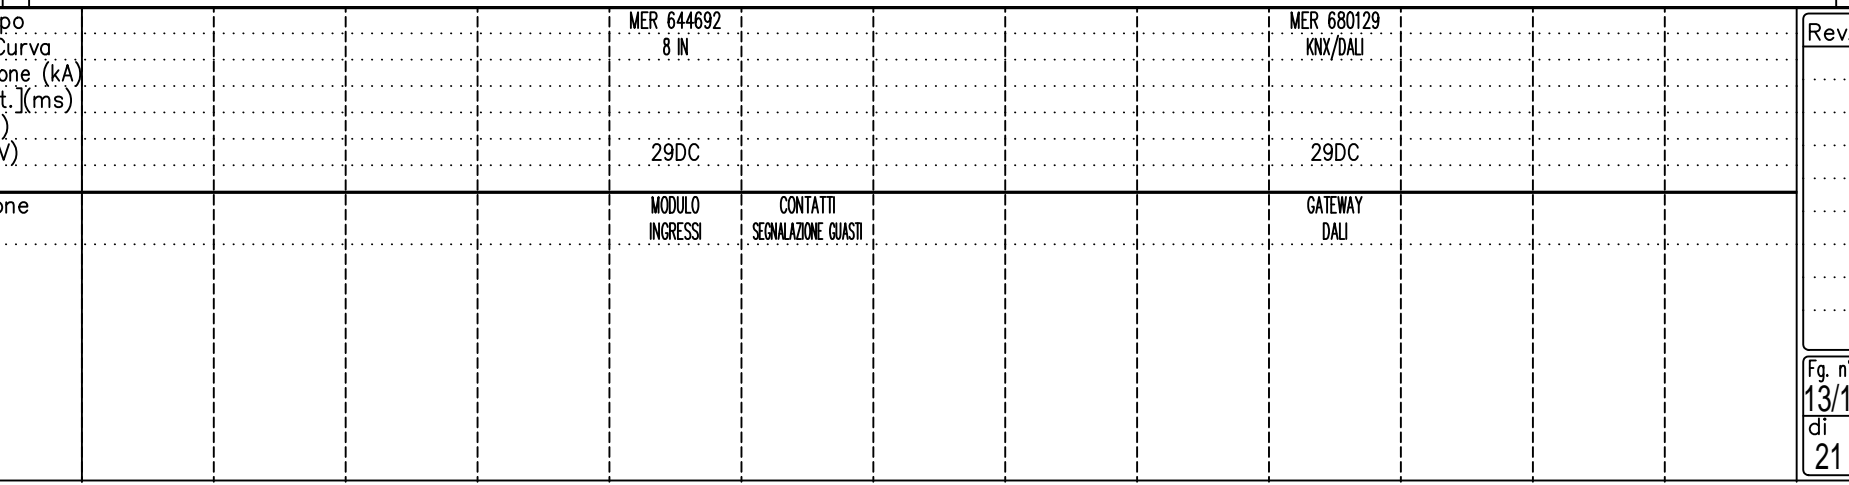 po MER 644692 MER 680129
Curva 8 IN KNX/DALI
one (kA)
t.](ms)
)
V) 29DC 29DC
one MODULO CONTATTI GATEWAY
INGRESSI SEGNALAZIONE GUASTI DALI
Rev.
Fg. n°
13/1
di
21